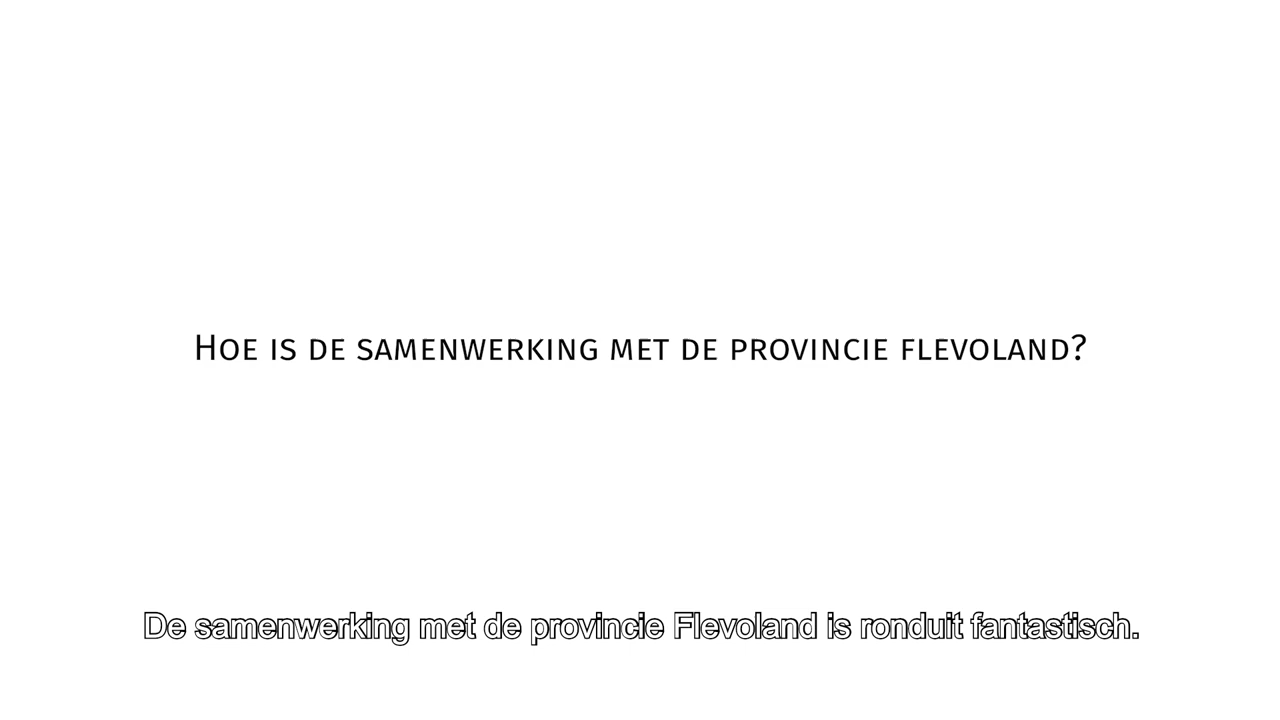 Hoe is de samenwerking met de provincie flevoland?
De samenwerking met de provincie Flevoland is ronduit fantastisch.